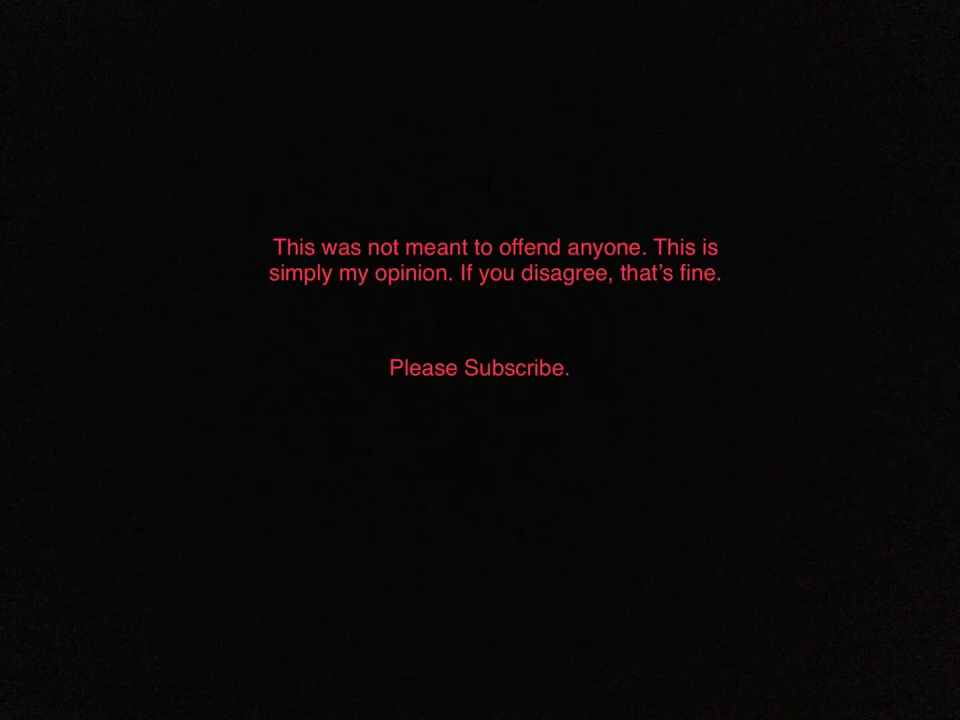 This was not meant to offend anyone. This is
simply my opinion. If you disagree, that’s fine.
Please Subscribe.